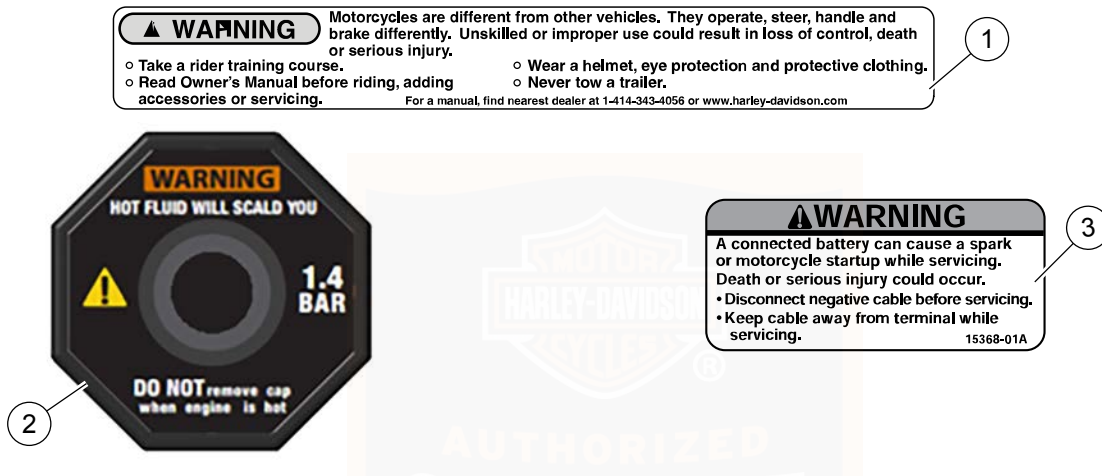 ⚠ WARNING
Motorcycles are different from other vehicles. They operate, steer, handle and
brake differently. Unskilled or improper use could result in loss of control, death
or serious injury.
○ Take a rider training course.
○ Read Owner's Manual before riding, adding
accessories or servicing.
○ Wear a helmet, eye protection and protective clothing.
○ Never tow a trailer.
For a manual, find nearest dealer at 1-414-343-4056 or www.harley-davidson.com
1
WARNING
HOT FLUID WILL SCALD YOU
1.4
BAR
DO NOT remove cap
when engine is hot
2
⚠WARNING
A connected battery can cause a spark
or motorcycle startup while servicing.
Death or serious injury could occur.
• Disconnect negative cable before servicing.
• Keep cable away from terminal while
servicing.
15368-01A
3
MOTOR
HARLEY-DAVIDSON
CYCLES
®
AUTHORIZED